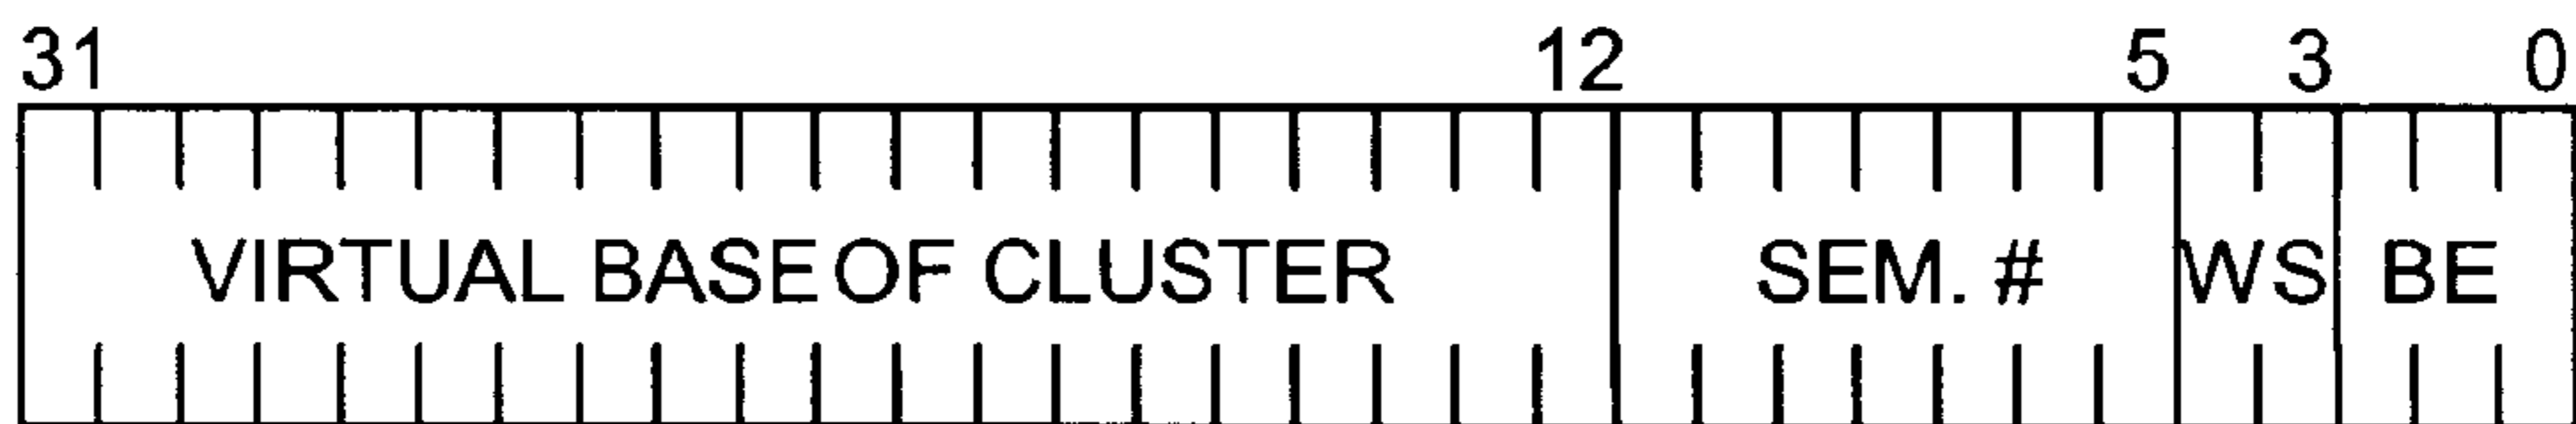 31 12 5 3 0
VIRTUAL BASE OF CLUSTER SEM. # WS BE